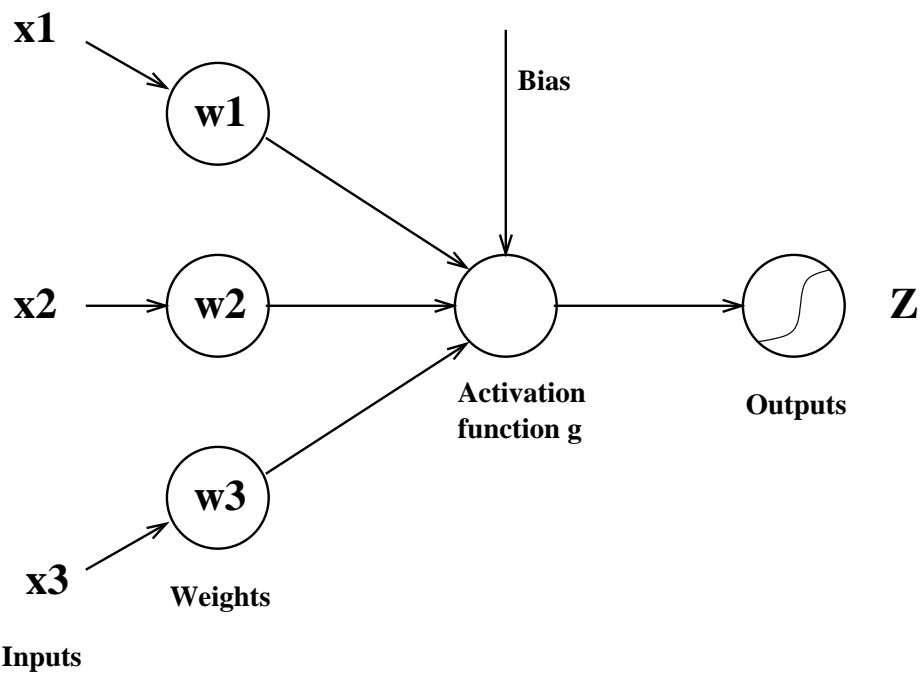 x1
w1
Bias
x2
w2
Z
Activation
function g
Outputs
w3
x3
Weights
Inputs